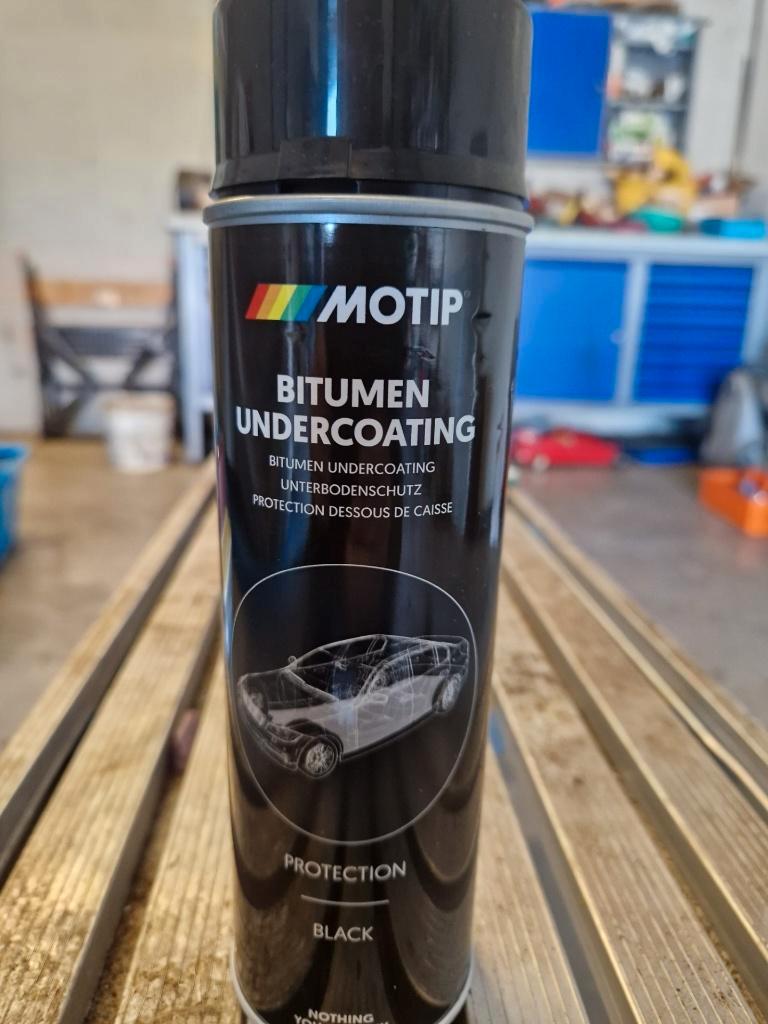 MOTIP
BITUMEN
UNDERCOATING
BITUMEN UNDERCOATING
UNTERBODENSCHUTZ
PROTECTION DESSOUS DE CAISSE
PROTECTION
BLACK
NOTHING